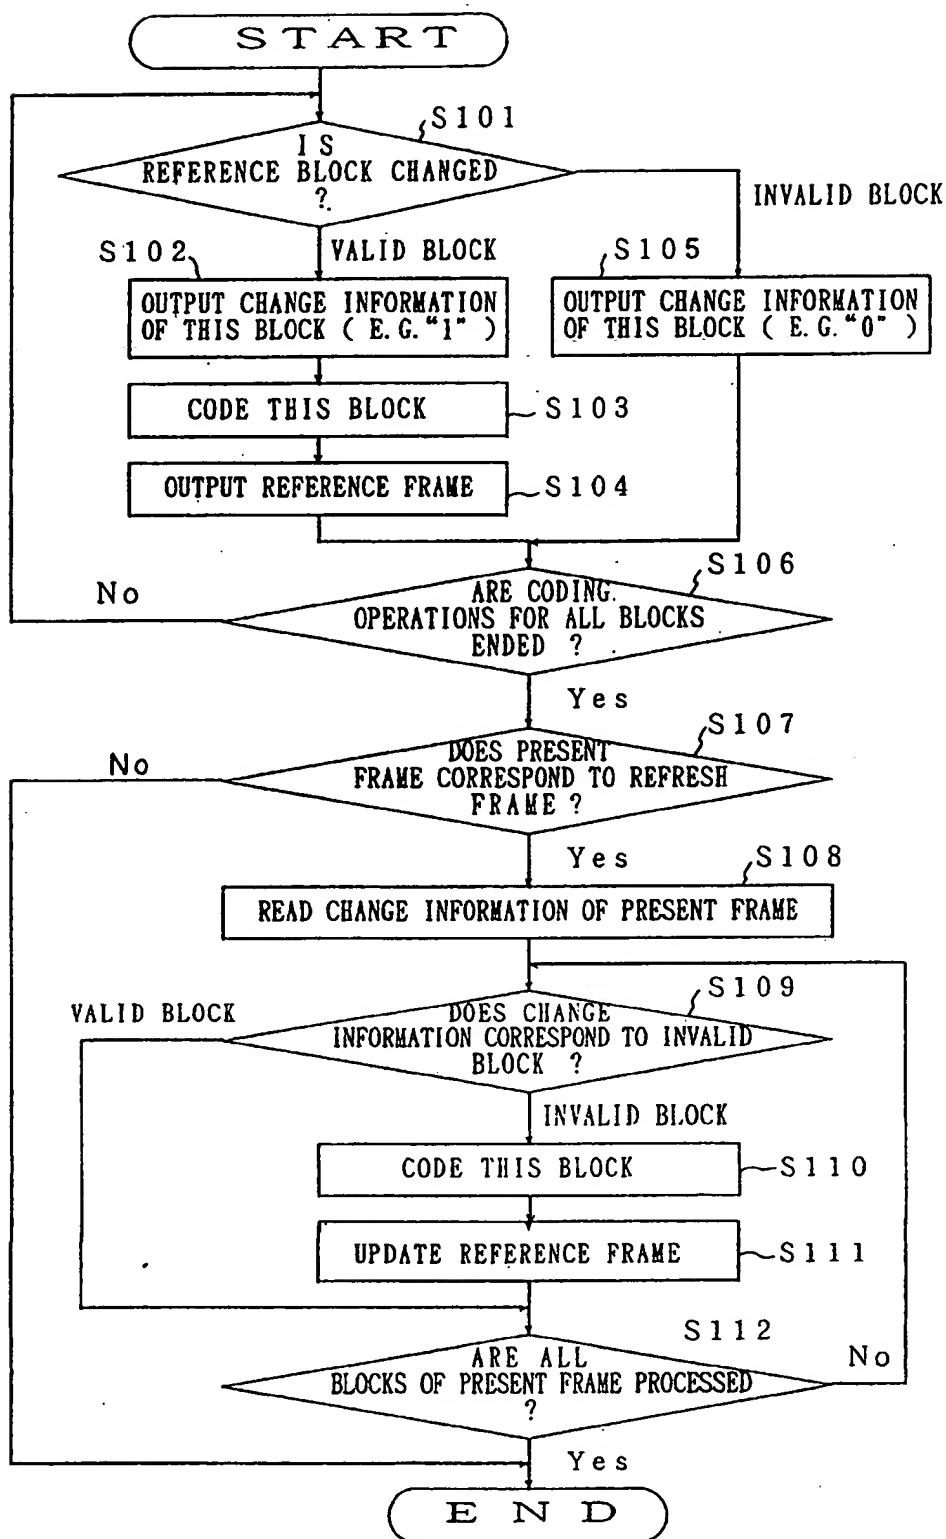 START
S101
IS
REFERENCE BLOCK CHANGED
?
INVALID BLOCK
VALID BLOCK
S102
S105
OUTPUT CHANGE INFORMATION
OF THIS BLOCK ( E.G. "1" )
OUTPUT CHANGE INFORMATION
OF THIS BLOCK ( E.G. "0" )
CODE THIS BLOCK
S103
OUTPUT REFERENCE FRAME
S104
S106
No
ARE CODING
OPERATIONS FOR ALL BLOCKS
ENDED ?
Yes
S107
No
DOES PRESENT
FRAME CORRESPOND TO REFRESH
FRAME ?
Yes
S108
READ CHANGE INFORMATION OF PRESENT FRAME
S109
VALID BLOCK
DOES CHANGE
INFORMATION CORRESPOND TO INVALID
BLOCK ?
INVALID BLOCK
CODE THIS BLOCK
S110
UPDATE REFERENCE FRAME
S111
S112
ARE ALL
BLOCKS OF PRESENT FRAME PROCESSED
?
No
Yes
END